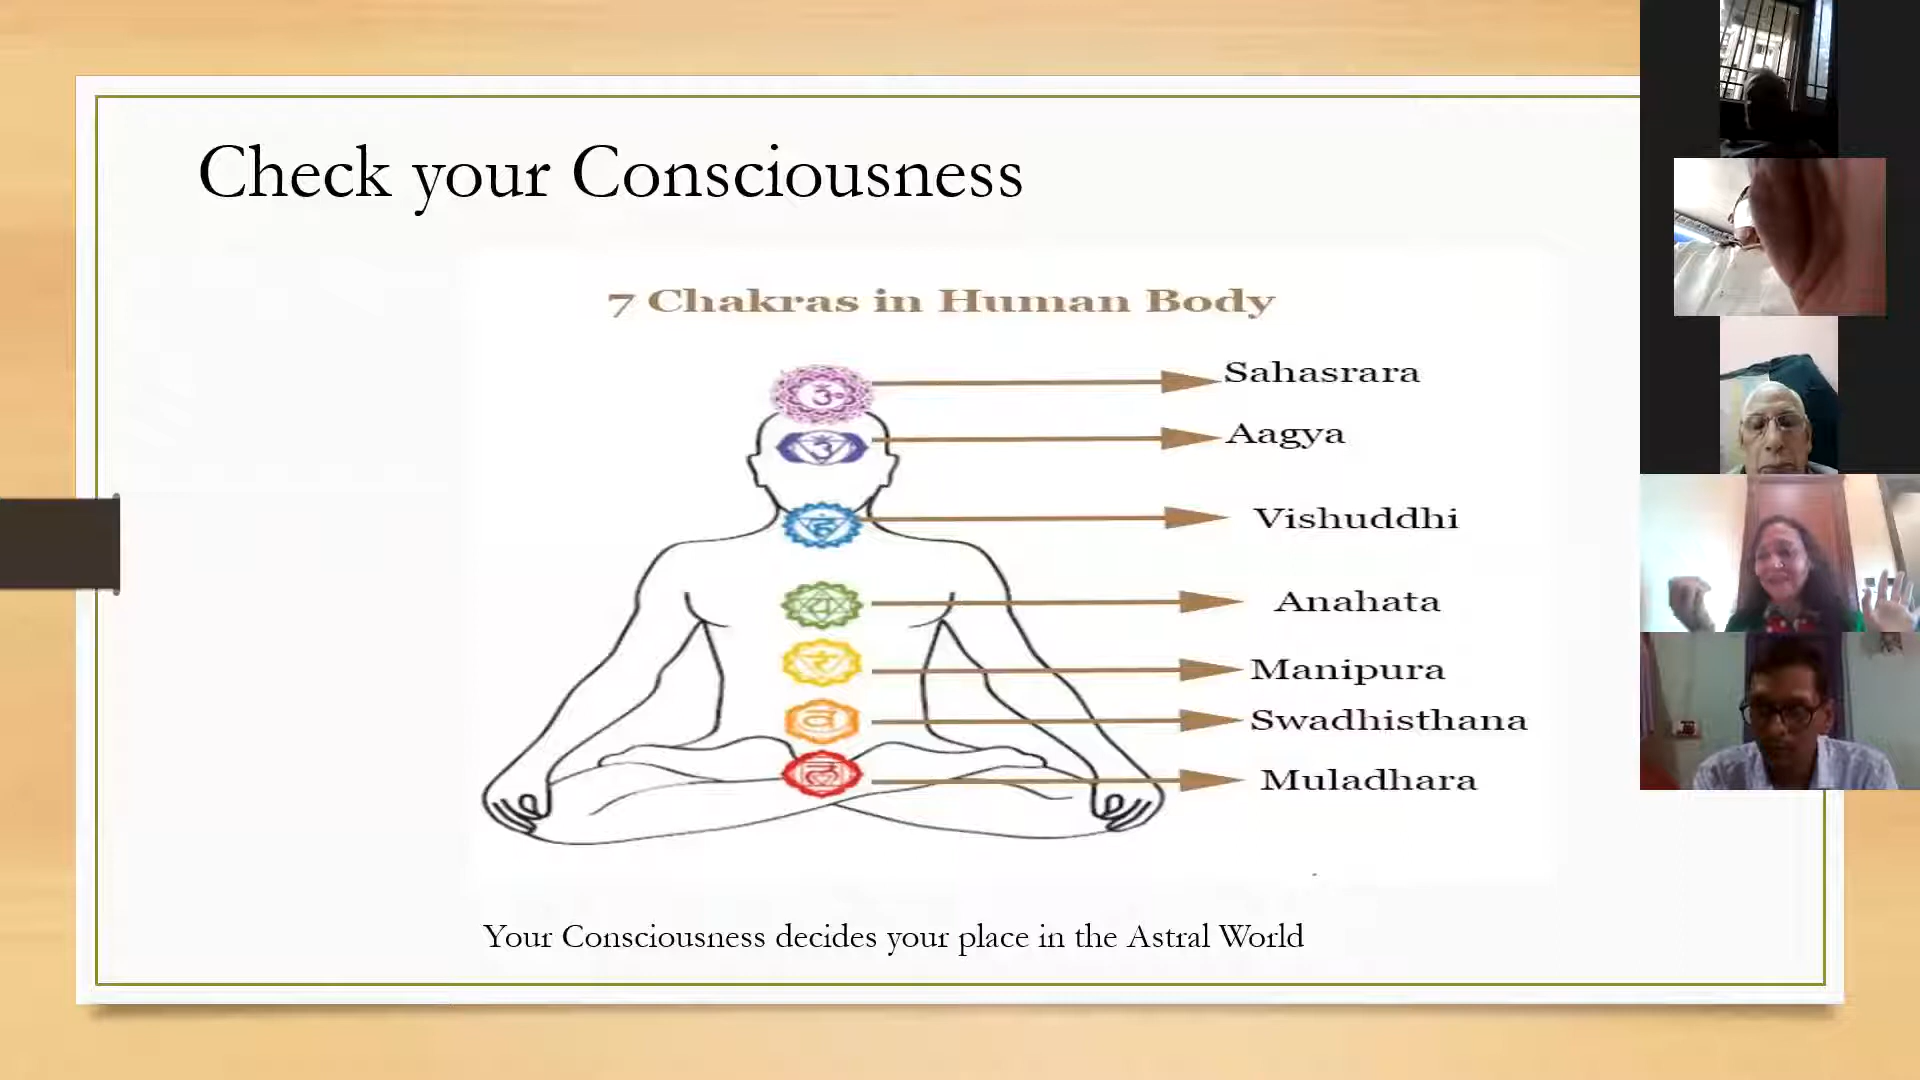 Check your Consciousness
7 Chakras in Human Body
Sahasrara
ॐ
Aagya
ॐ
Vishuddhi
हं
Anahata
यं
Manipura
रं
Swadhisthana
वं
Muladhara
लं
Your Consciousness decides your place in the Astral World